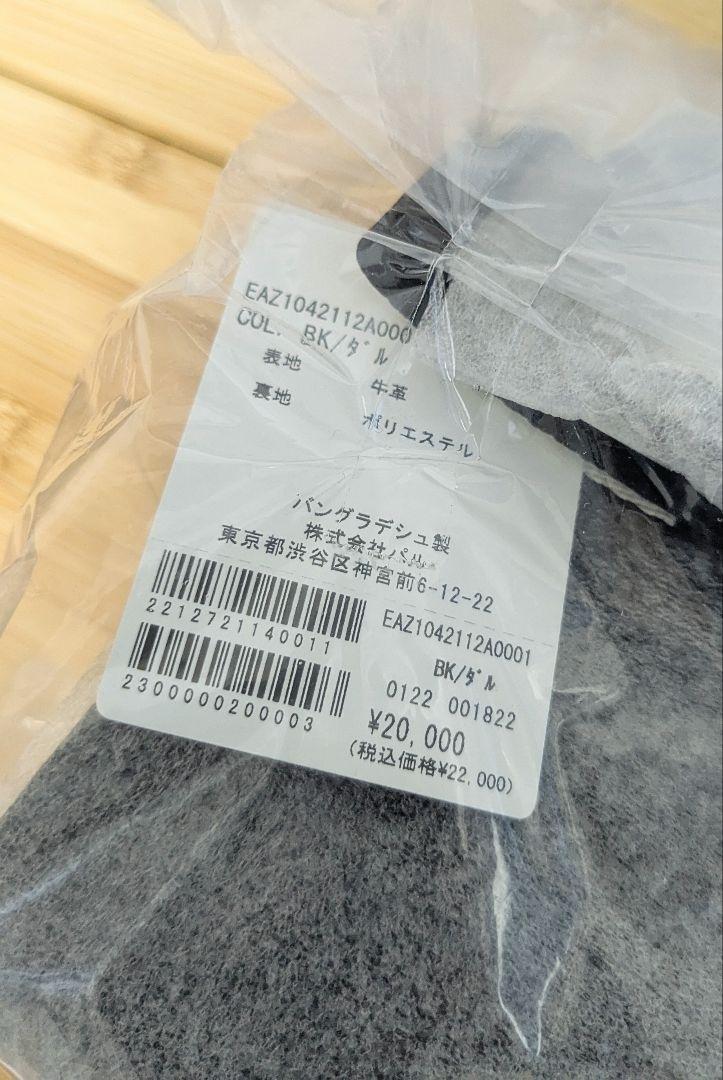 EAZ1042112A000
COL. BK/ダル
表地 牛革
裏地 ポリエステル
バングラデシュ製
株式会社パル
東京都渋谷区神宮前6-12-22
2212721140011
2300000200003
EAZ1042112A0001
BK/ダル
0122 001822
¥20,000
(税込価格¥22,000)